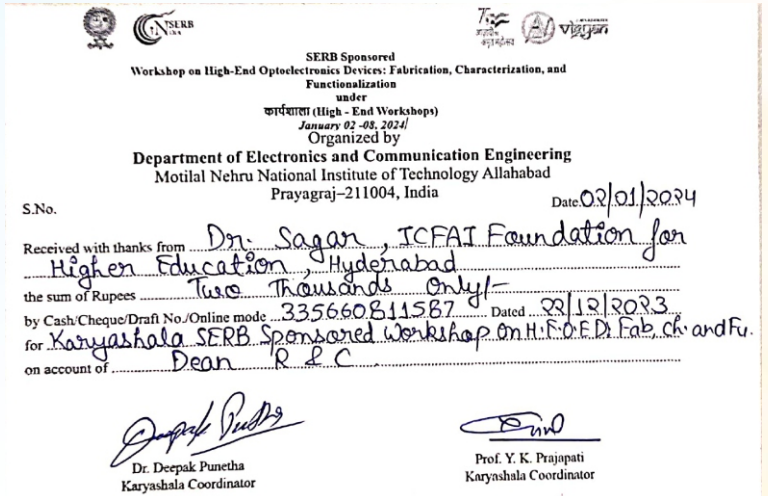 SERB
SERB Sponsored
Workshop on High-End Optoelectronics Devices: Fabrication, Characterization, and
Functionalization
under
कार्यशाला (High - End Workshops)
January 02 -08, 2024/
Organized by
Department of Electronics and Communication Engineering
Motilal Nehru National Institute of Technology Allahabad
Prayagraj–211004, India
S.No.
Date 02/01/2024
Received with thanks from Dr. Sagar, ICFAI Foundation for
Higher Education, Hyderabad
the sum of Rupees Two Thousands Only/-
by Cash/Cheque/Draft No./Online mode 335660811587 Dated 22/12/2023
for Karyashala SERB Sponsored Workshop On H.E.O.E.D: Fab, Ch. and Fu.
on account of Dean R & C
Deepak Punetha
Dr. Deepak Punetha
Karyashala Coordinator
Prof. Y. K. Prajapati
Karyashala Coordinator